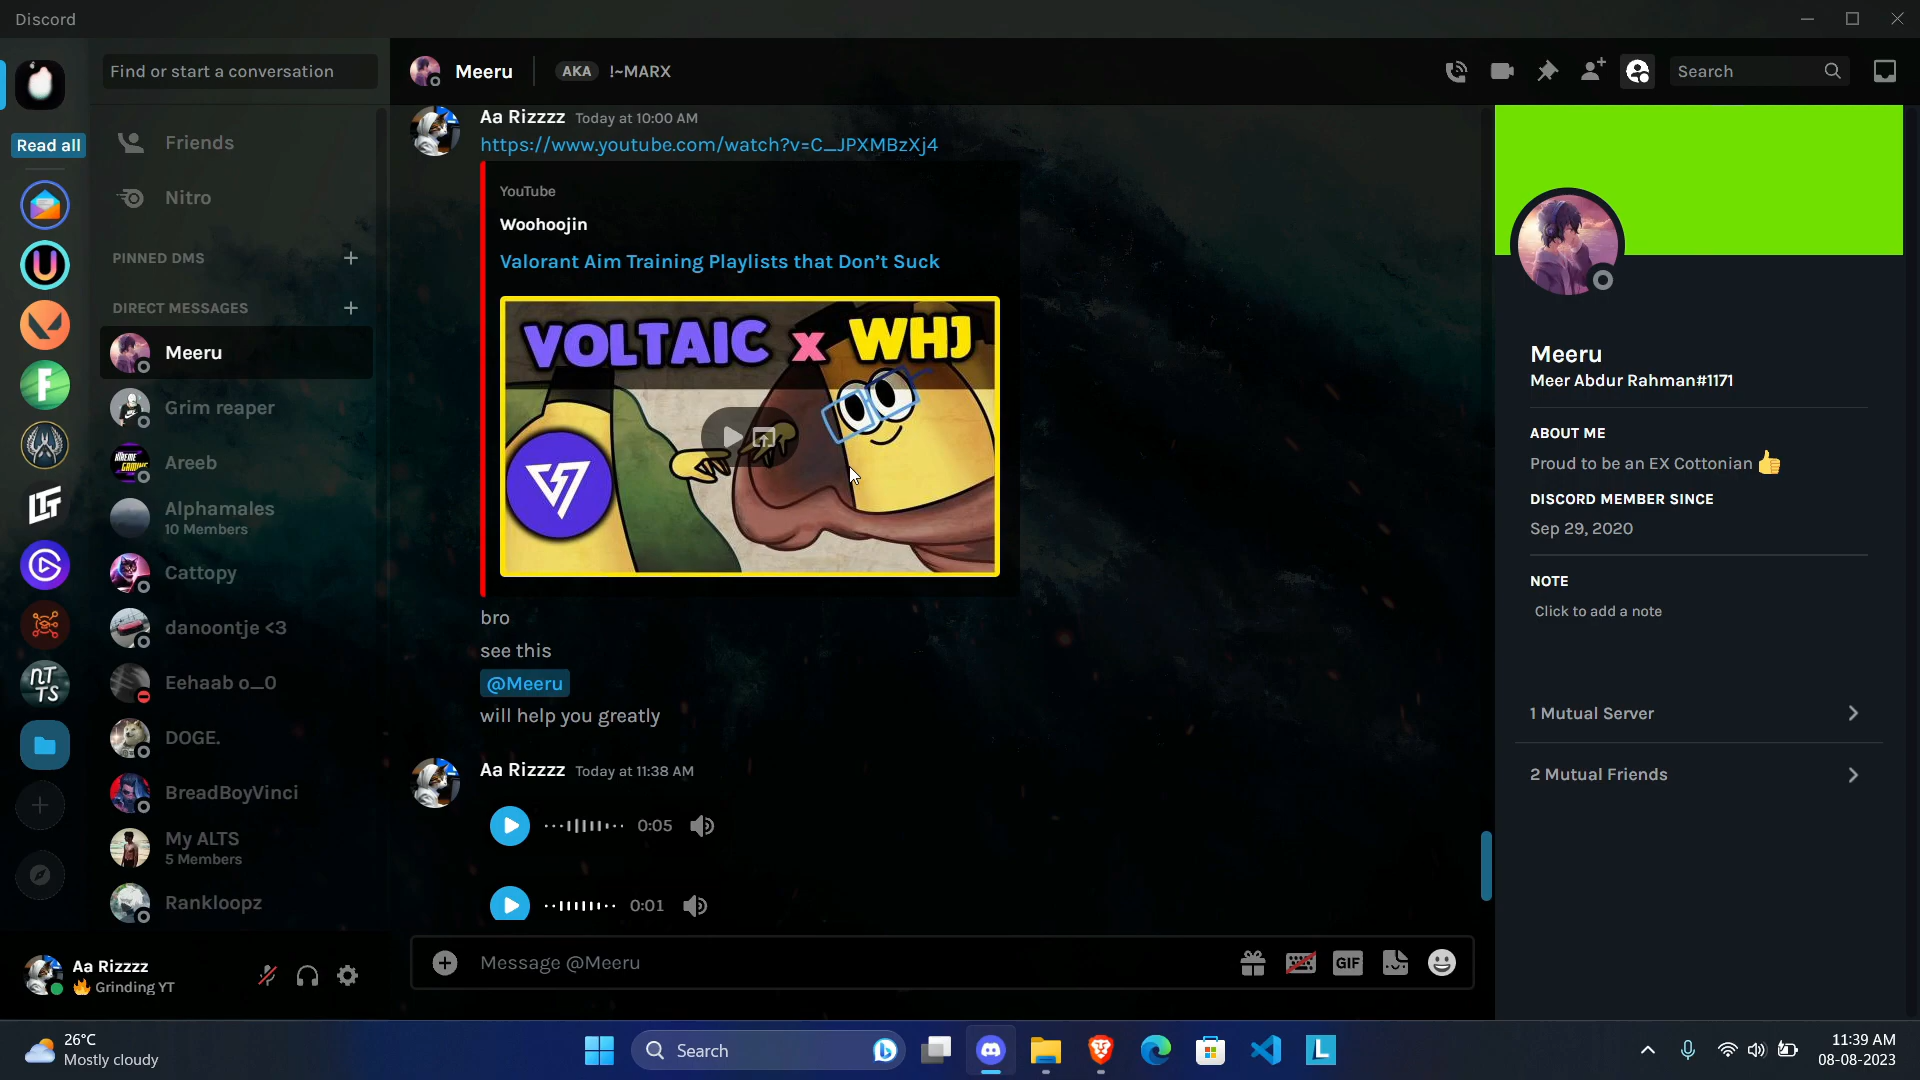 Discord
Find or start a conversation
Read all
Friends
Nitro
PINNED DMS
DIRECT MESSAGES
Meeru
Grim reaper
Areeb
Alphamales
10 Members
Cattopy
danoontje <3
Eehaab o_0
DOGE.
BreadBoyVinci
My ALTS
5 Members
Rankloopz
Aa Rizzzz
🔥 Grinding YT
Meeru
AKA !~MARX
Search
Aa Rizzzz Today at 10:00 AM
https://www.youtube.com/watch?v=C_JPXMBzXj4
YouTube
Woohoojin
Valorant Aim Training Playlists that Don’t Suck
VOLTAIC x WHJ
bro
see this
@Meeru
will help you greatly
Aa Rizzzz Today at 11:38 AM
0:05
0:01
Message @Meeru
GIF
Meeru
Meer Abdur Rahman#1171
ABOUT ME
Proud to be an EX Cottonian 👍
DISCORD MEMBER SINCE
Sep 29, 2020
NOTE
Click to add a note
1 Mutual Server
2 Mutual Friends
26°C
Mostly cloudy
Search
L
11:39 AM
08-08-2023